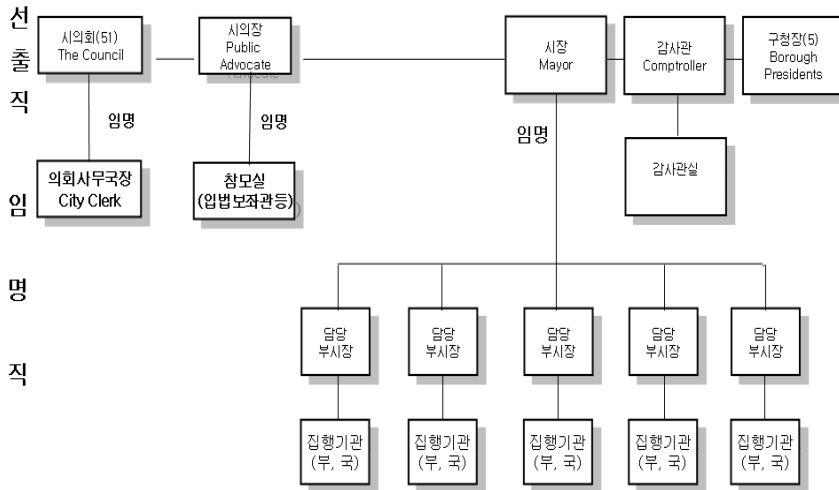 선
출
직
시의회(51)
The Council
시의장
Public
Advocate
시장
Mayor
감사관
Comptroller
구청장(5)
Borough
Presidents
임명
임명
임명
임
명
직
의회사무국장
City Clerk
참모실
(입법보좌관등)
감사관실
담당
부시장
담당
부시장
담당
부시장
담당
부시장
담당
부시장
집행기관
(부, 국)
집행기관
(부, 국)
집행기관
(부, 국)
집행기관
(부, 국)
집행기관
(부, 국)